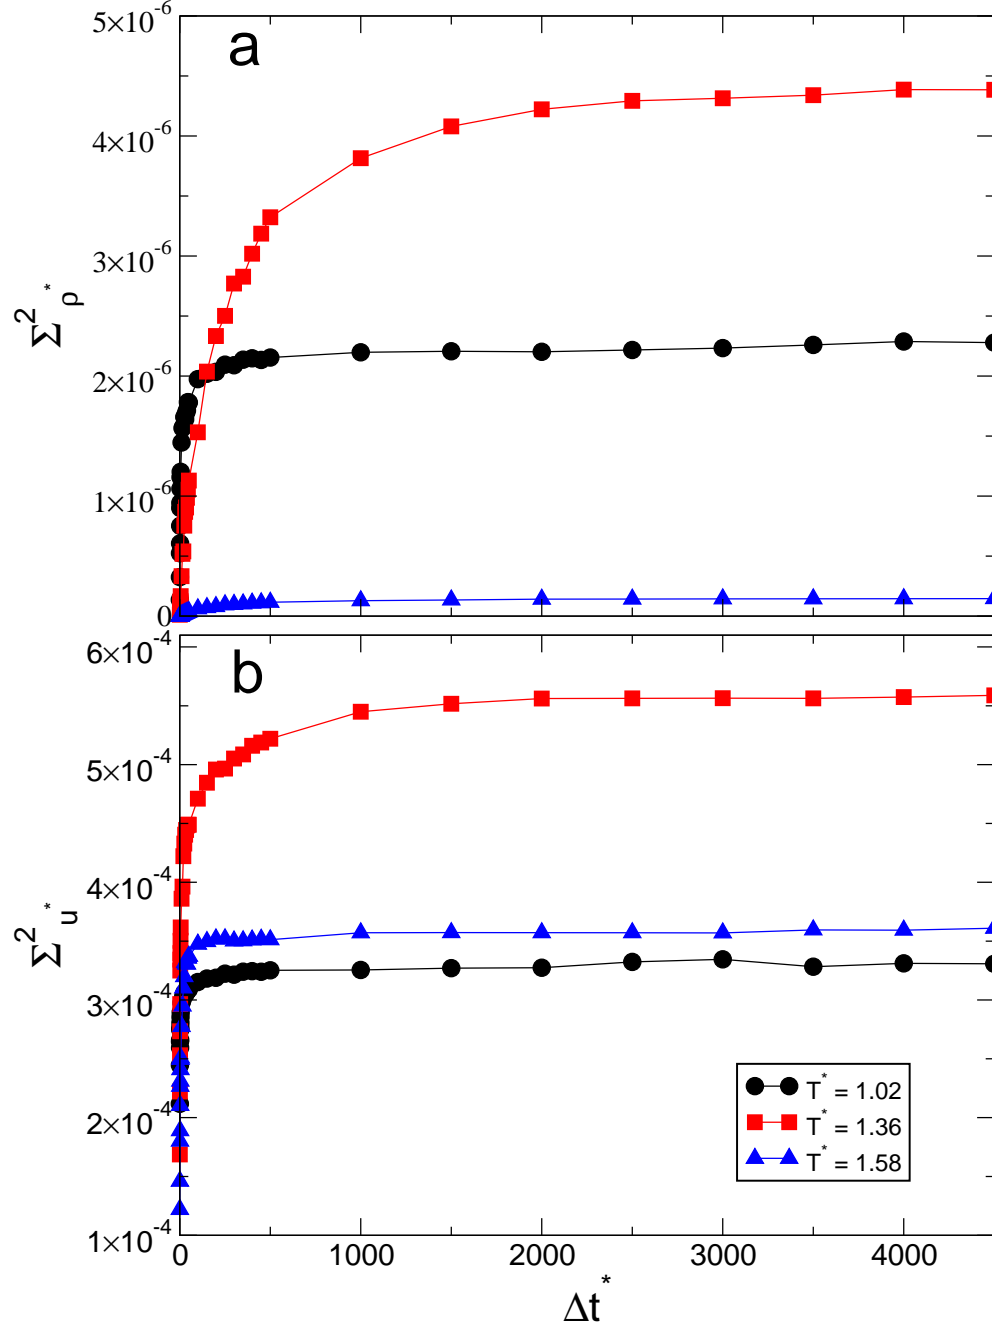 a
5×10⁻⁶
4×10⁻⁶
3×10⁻⁶
2×10⁻⁶
1×10⁻⁶
0
Σ²ρ*
b
6×10⁻⁴
5×10⁻⁴
4×10⁻⁴
3×10⁻⁴
2×10⁻⁴
1×10⁻⁴
Σ²u*
T* = 1.02
T* = 1.36
T* = 1.58
0 1000 2000 3000 4000
Δt*